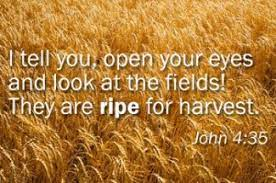 I tell you, open your eyes
and look at the fields!
They are ripe for harvest.
John 4:35